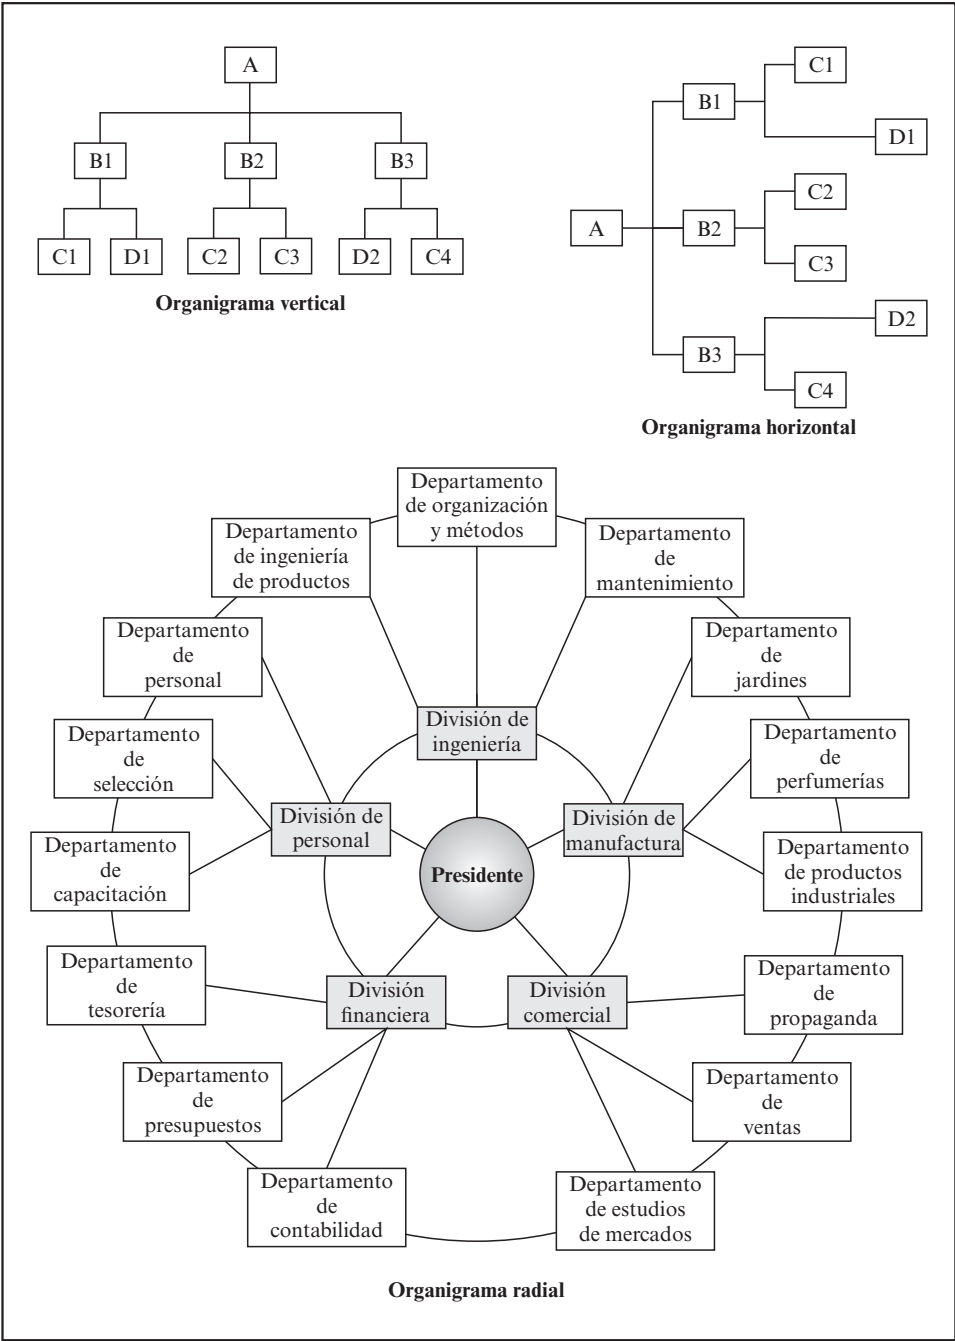 A
B1
B2
B3
C1
D1
C2
C3
D2
C4
Organigrama vertical
C1
B1
D1
C2
A
B2
C3
D2
B3
C4
Organigrama horizontal
Departamento
de organización
y métodos
Departamento
de ingeniería
de productos
Departamento
de
mantenimiento
Departamento
de
personal
Departamento
de
jardines
Departamento
de
selección
División de
ingeniería
Departamento
de
perfumerías
División de
personal
División de
manufactura
Departamento
de
capacitación
Presidente
Departamento
de productos
industriales
Departamento
de
tesorería
División
financiera
División
comercial
Departamento
de
propaganda
Departamento
de
presupuestos
Departamento
de
ventas
Departamento
de
contabilidad
Departamento
de estudios
de mercados
Organigrama radial